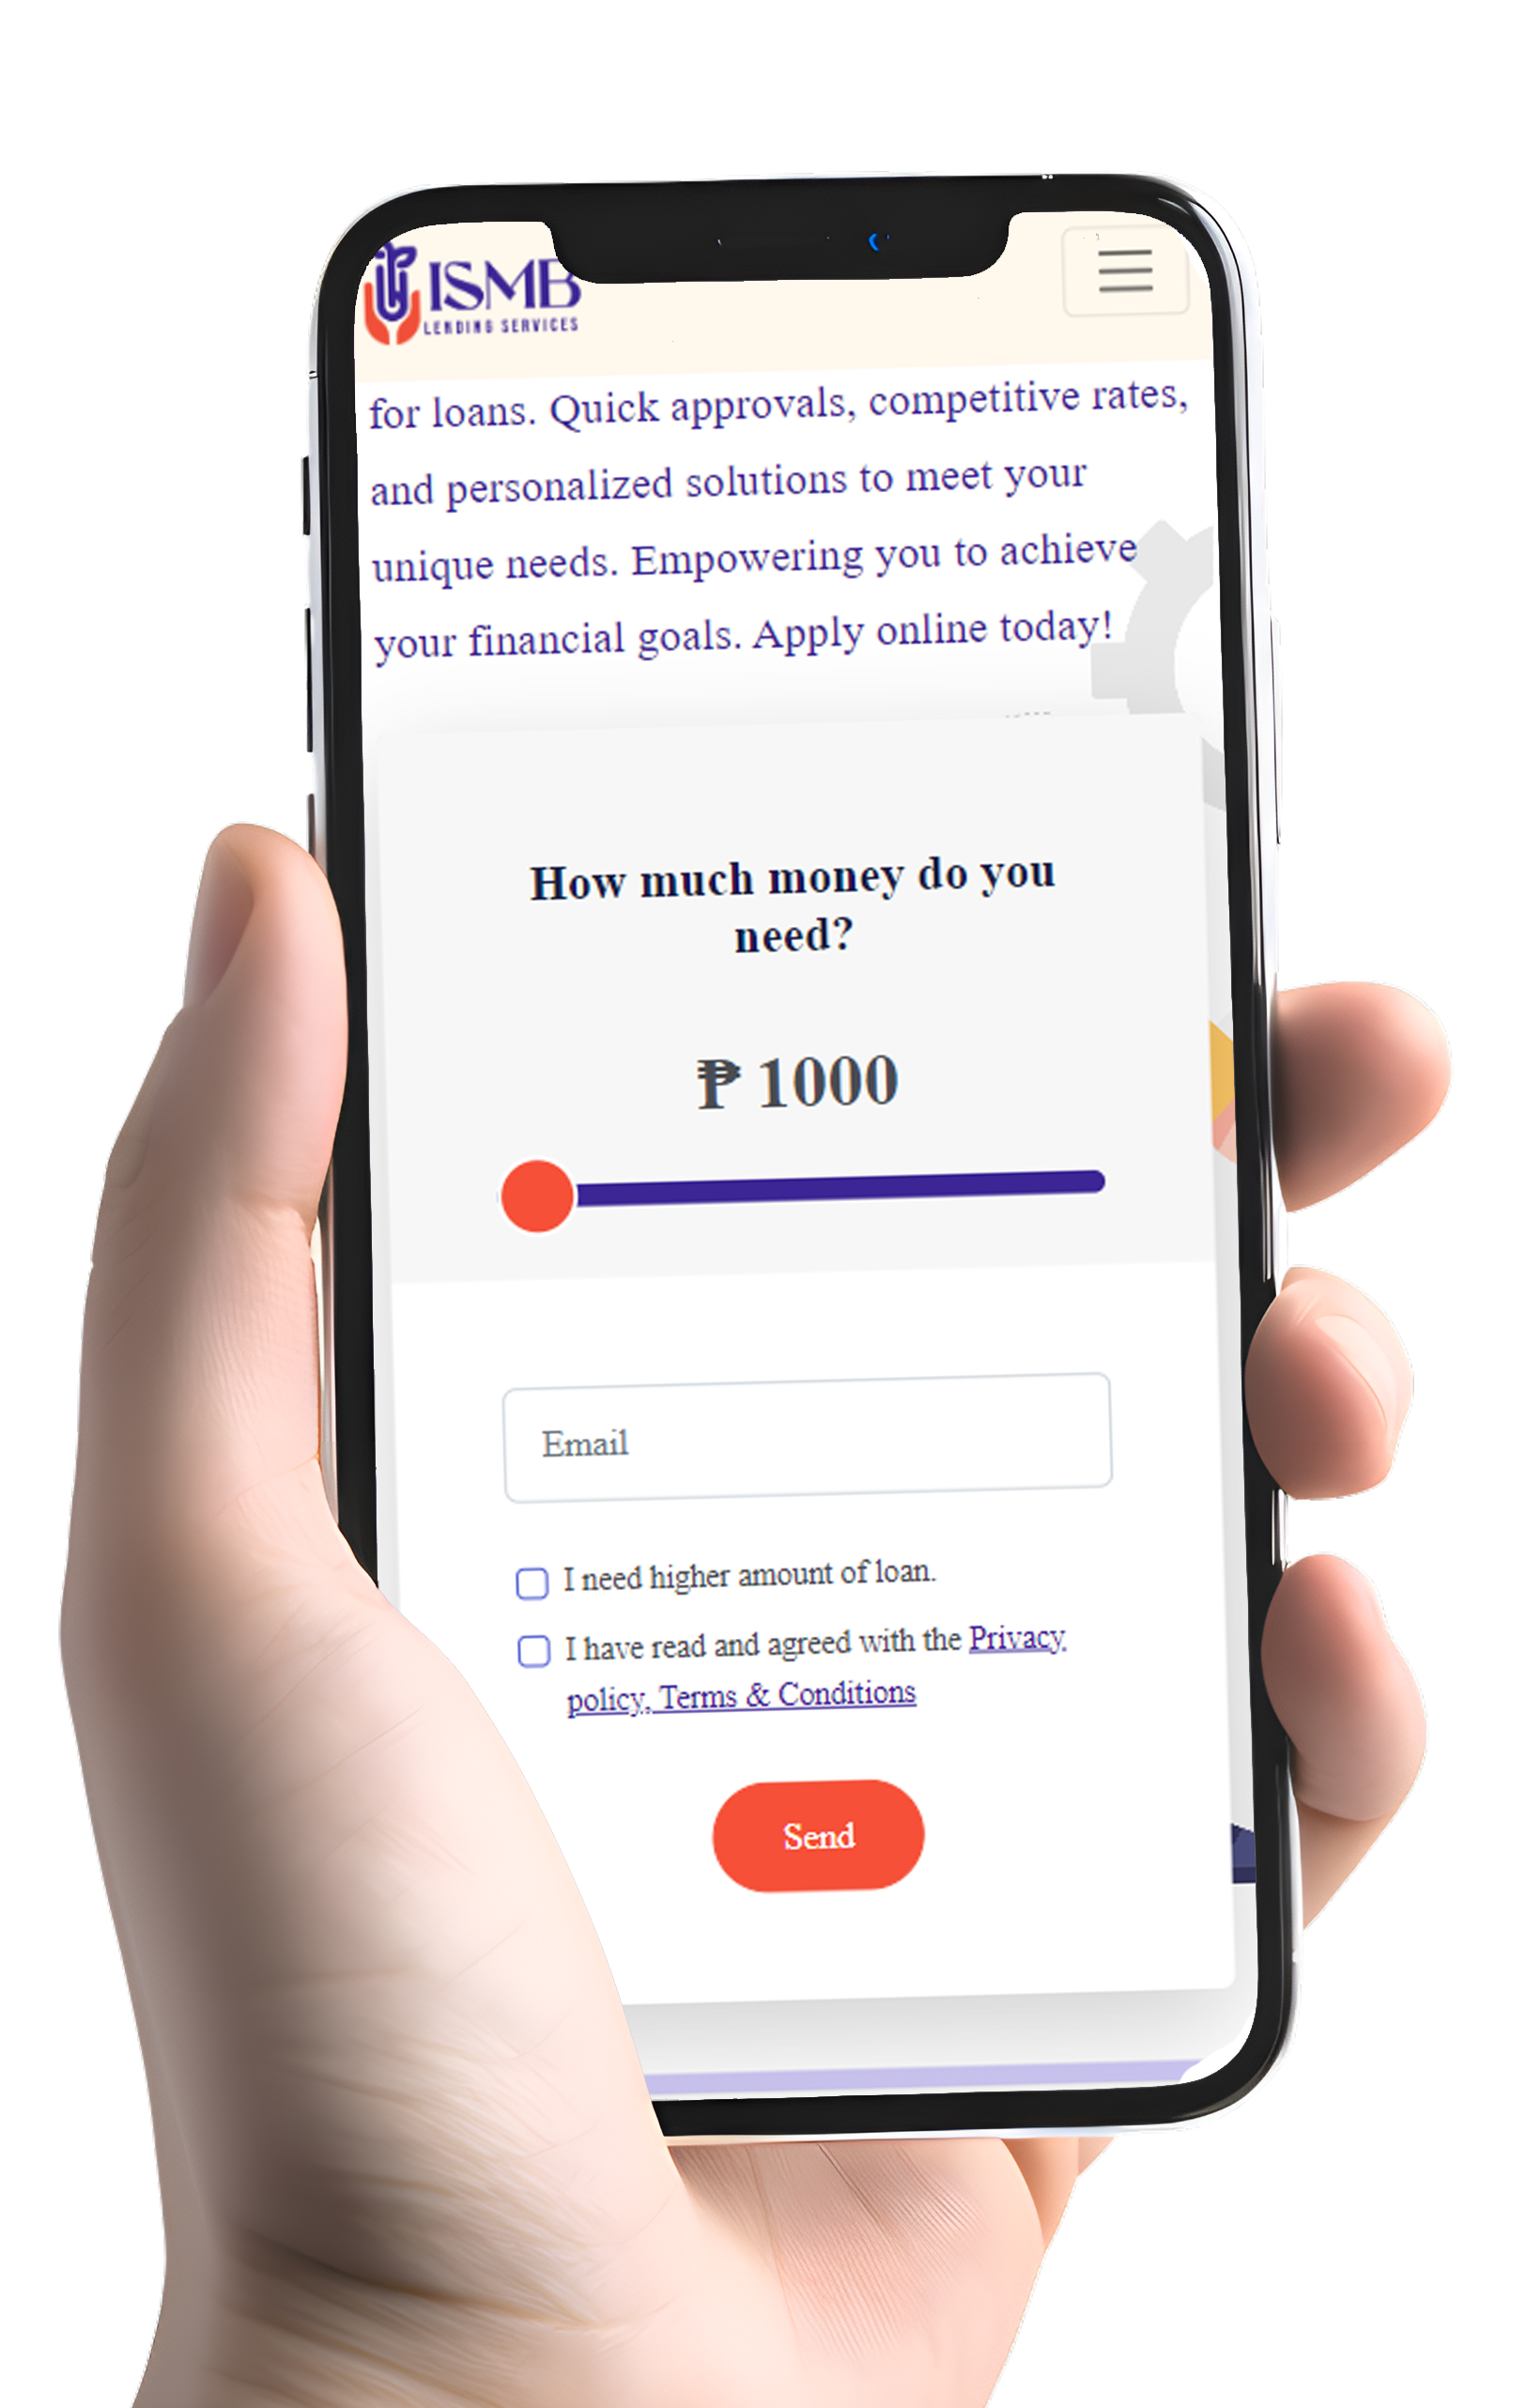 ISMB
LENDING SERVICES
for loans. Quick approvals, competitive rates,
and personalized solutions to meet your
unique needs. Empowering you to achieve
your financial goals. Apply online today!
How much money do you
need?
₱ 1000
Email
I need higher amount of loan.
I have read and agreed with the Privacy
policy, Terms & Conditions
Send